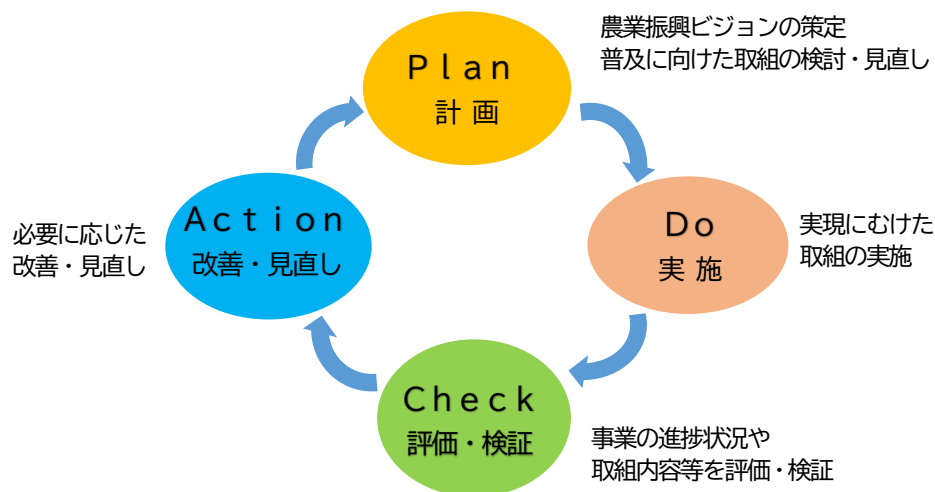 Plan
計画
農業振興ビジョンの策定
普及に向けた取組の検討・見直し
Do
実施
実現にむけた
取組の実施
Check
評価・検証
事業の進捗状況や
取組内容等を評価・検証
Action
改善・見直し
必要に応じた
改善・見直し